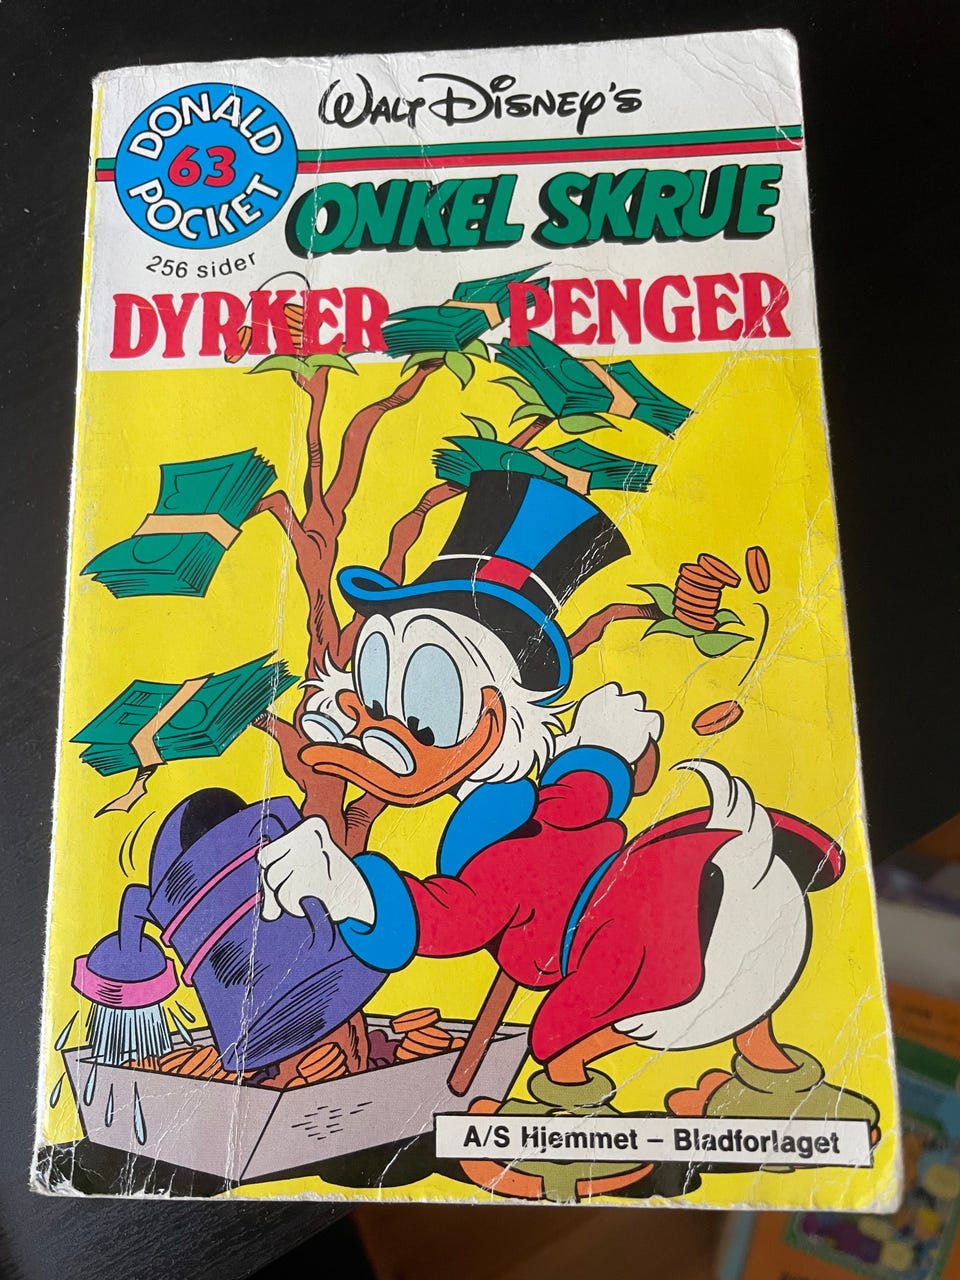 Walt Disney's
DONALD
63
POCKET
256 sider
ONKEL SKRUE
DYRKER PENGER
A/S Hjemmet – Bladforlaget